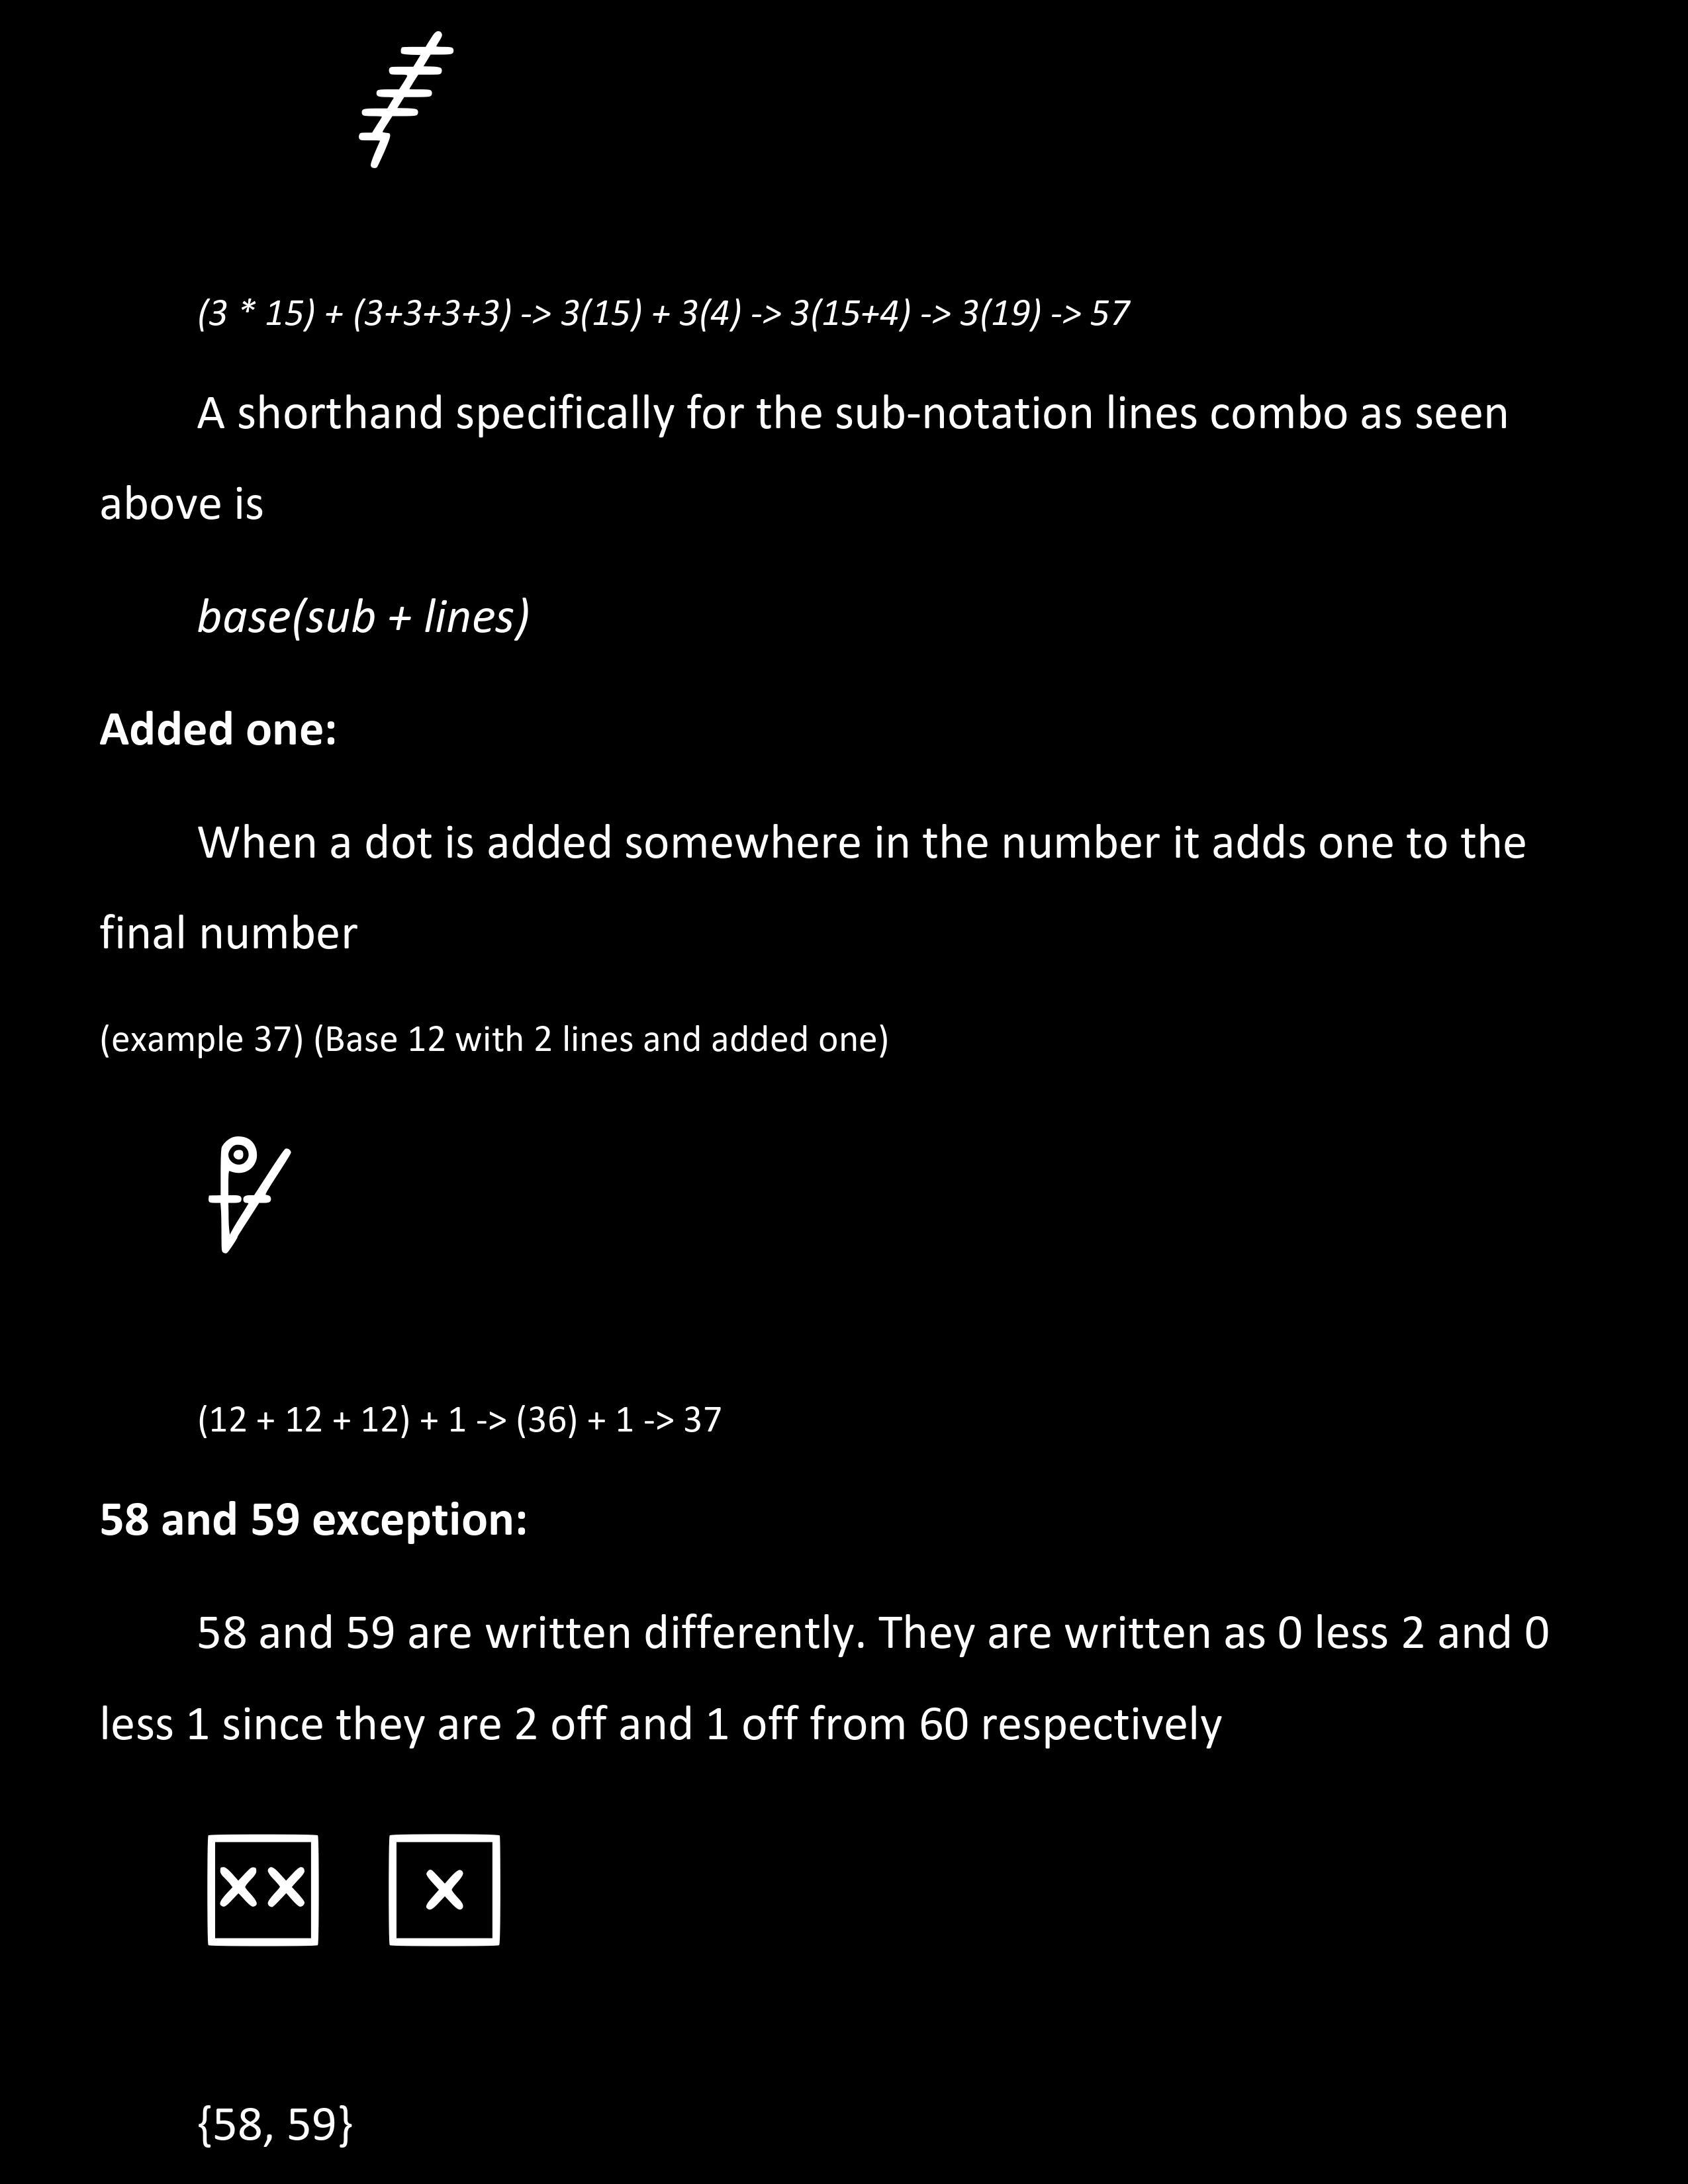 (3 * 15) + (3+3+3+3) -> 3(15) + 3(4) -> 3(15+4) -> 3(19) -> 57
A shorthand specifically for the sub-notation lines combo as seen
above is
base(sub + lines)
Added one:
When a dot is added somewhere in the number it adds one to the
final number
(example 37) (Base 12 with 2 lines and added one)
(12 + 12 + 12) + 1 -> (36) + 1 -> 37
58 and 59 exception:
58 and 59 are written differently. They are written as 0 less 2 and 0
less 1 since they are 2 off and 1 off from 60 respectively
{58, 59}